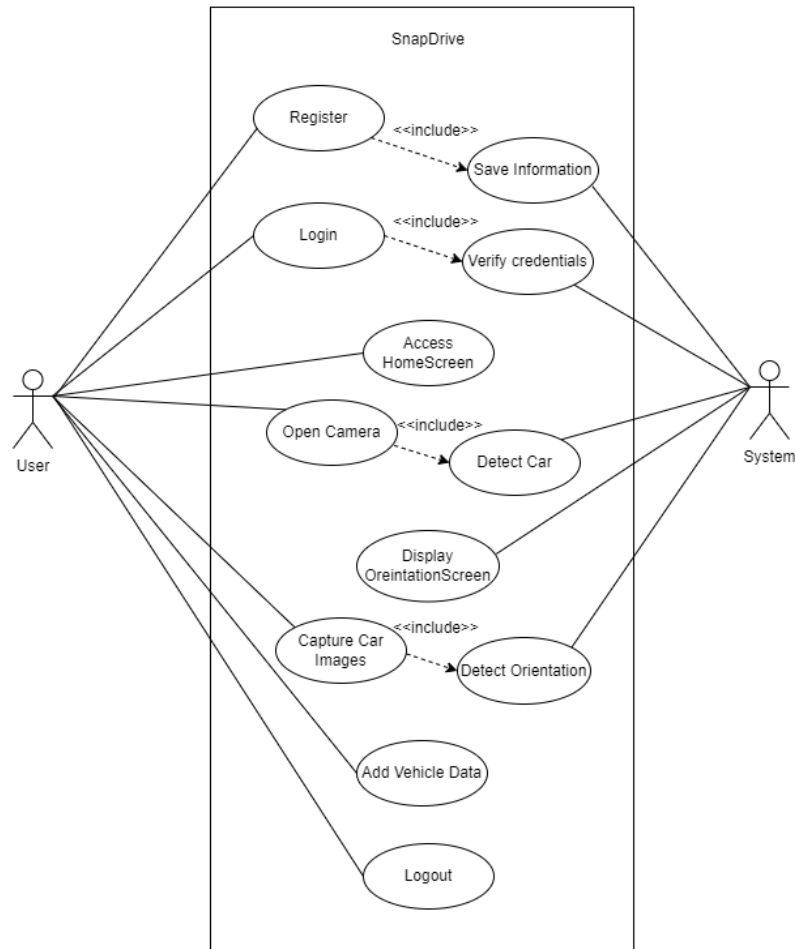 SnapDrive
Register
<<include>>
Save Information
Login
<<include>>
Verify credentials
Access
HomeScreen
Open Camera
<<include>>
Detect Car
User
System
Display
OreintationScreen
Capture Car
Images
<<include>>
Detect Orientation
Add Vehicle Data
Logout